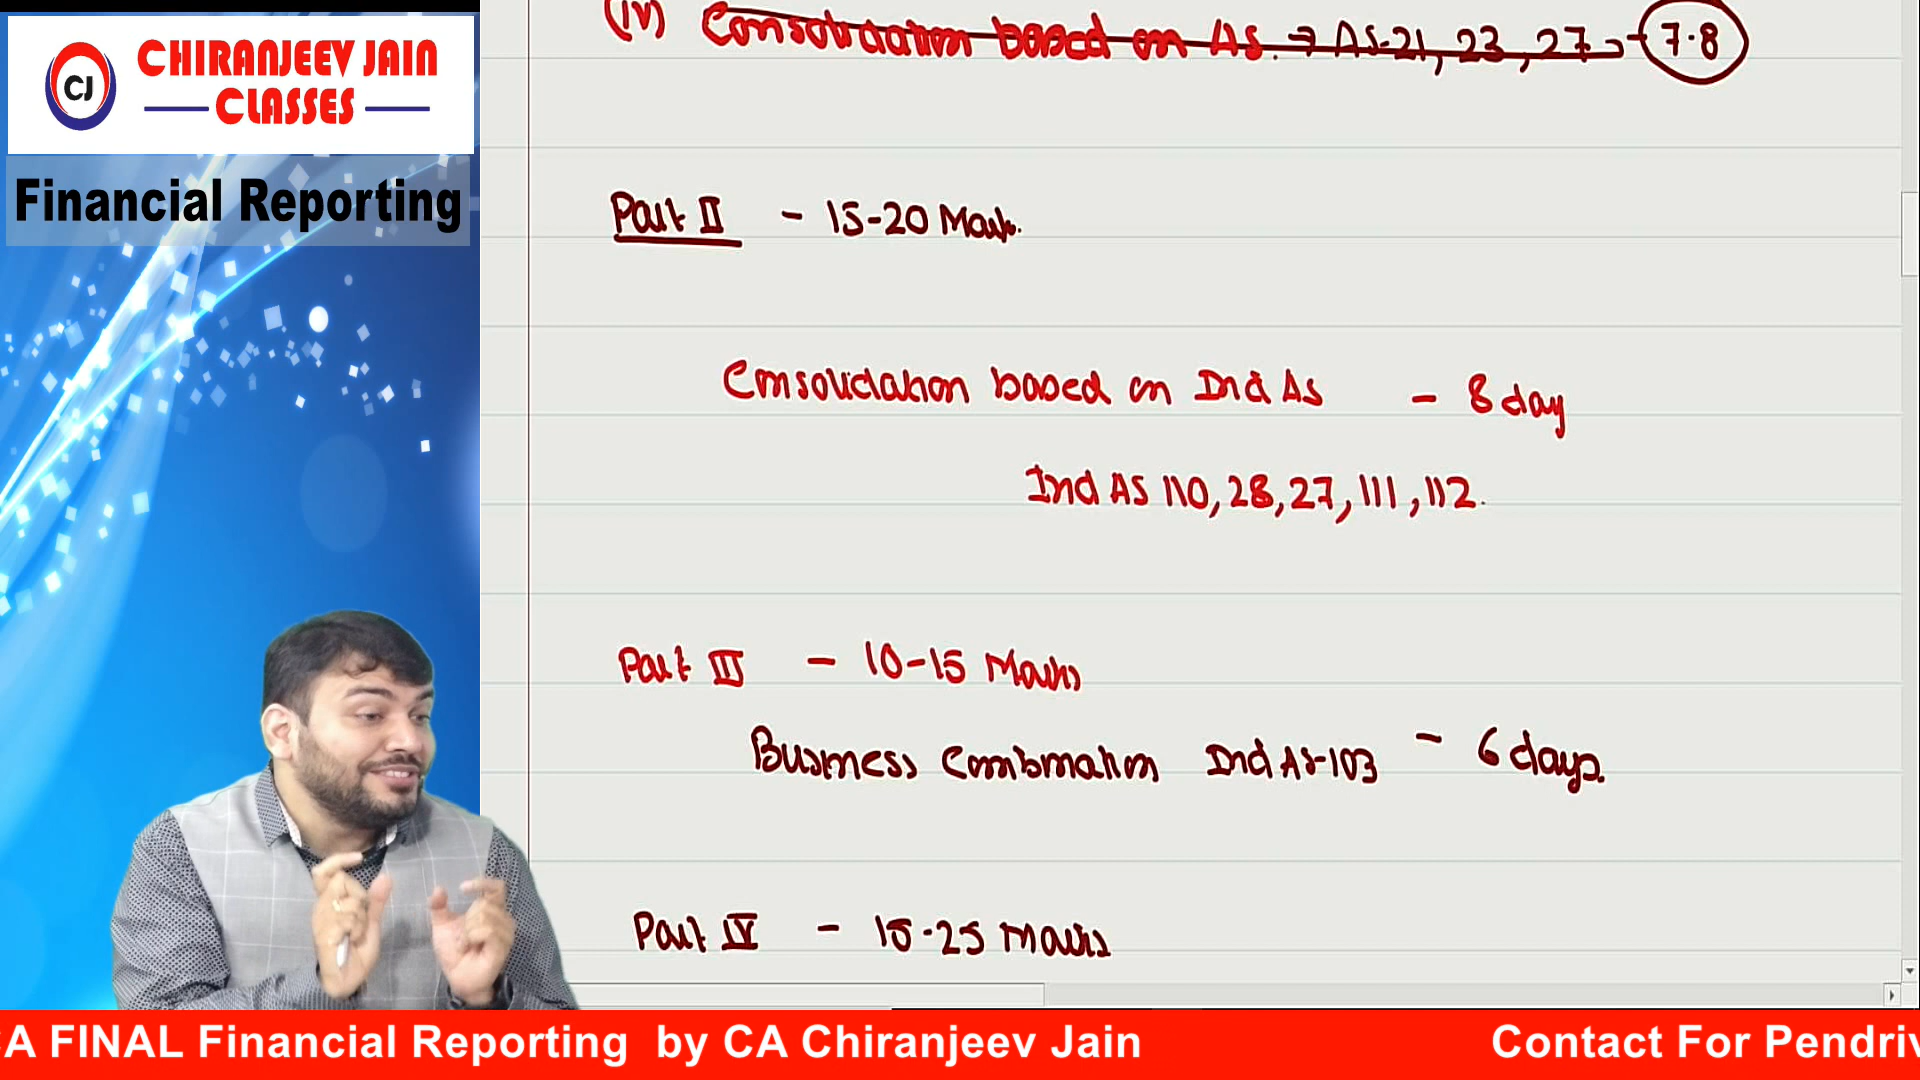 CHIRANJEEV JAIN
CJ
CLASSES
Financial Reporting
(iv) Consolidation based on AS. → AS-21, 23, 27 → 7.8
Part II - 15-20 Mark.
Consolidation based on Ind AS - 8 day
Ind AS 110, 28, 27, 111, 112.
Part III - 10-15 Marks
Business Combination Ind AS-103 - 6 days.
Part IV - 15-25 Marks
CA FINAL Financial Reporting by CA Chiranjeev Jain
Contact For Pendriv